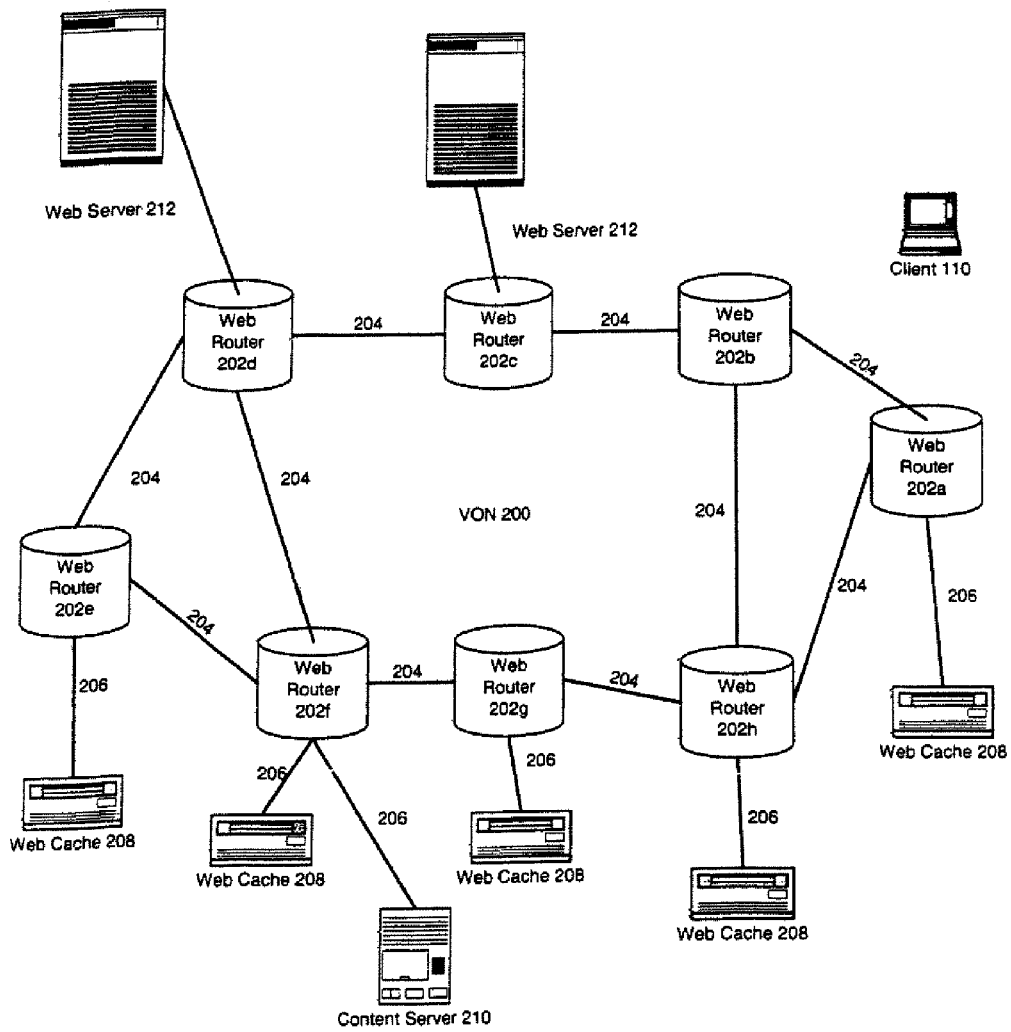 Web Server 212
Web Server 212
Client 110
Web
Router
202d
204
Web
Router
202c
204
Web
Router
202b
204
Web
Router
202a
204
204
VON 200
204
204
206
Web
Router
202e
204
Web
Router
202f
204
Web
Router
202g
204
Web
Router
202h
206
206
206
206
206
Web Cache 208
Web Cache 208
Web Cache 208
Web Cache 208
Web Cache 208
Content Server 210